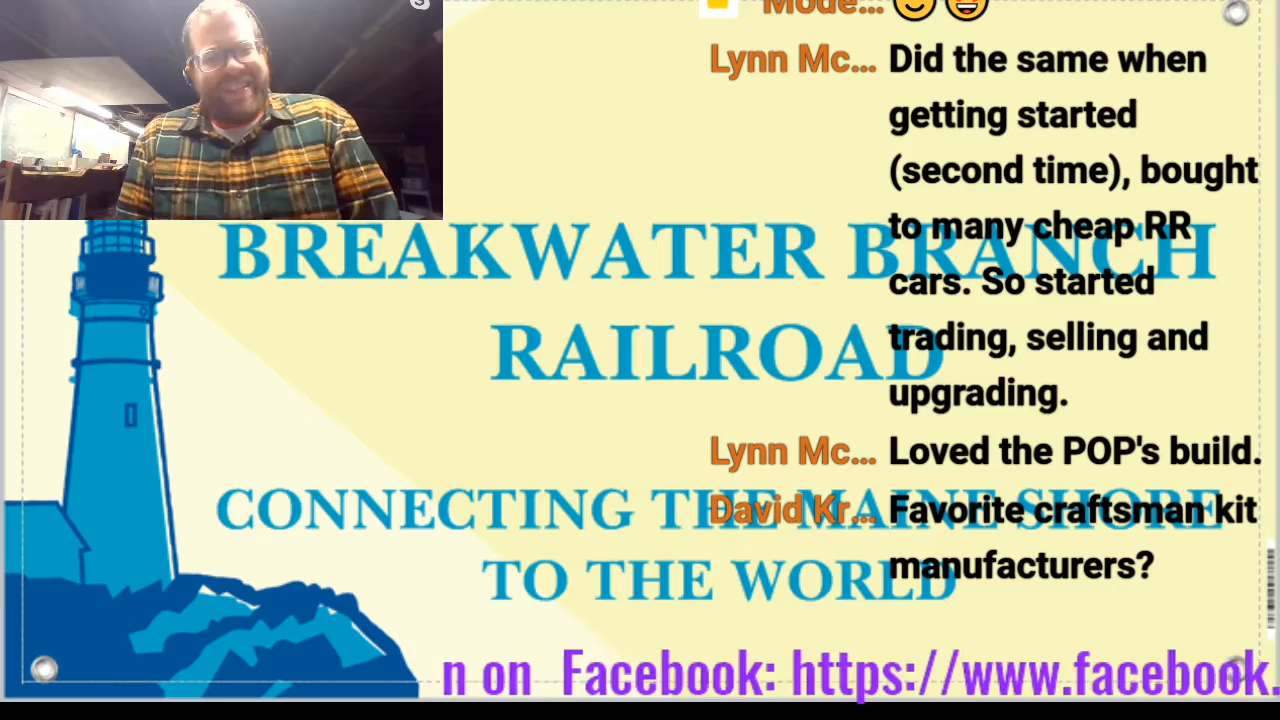 Mode... 😊😄
Lynn Mc... Did the same when
getting started
(second time), bought
to many cheap RR
cars. So started
trading, selling and
upgrading.
Lynn Mc... Loved the POP's build.
David Kr... Favorite craftsman kit
manufacturers?
BREAKWATER BRANCH
RAILROAD
CONNECTING THE MAINE SHORE
TO THE WORLD
n on Facebook: https://www.facebook.